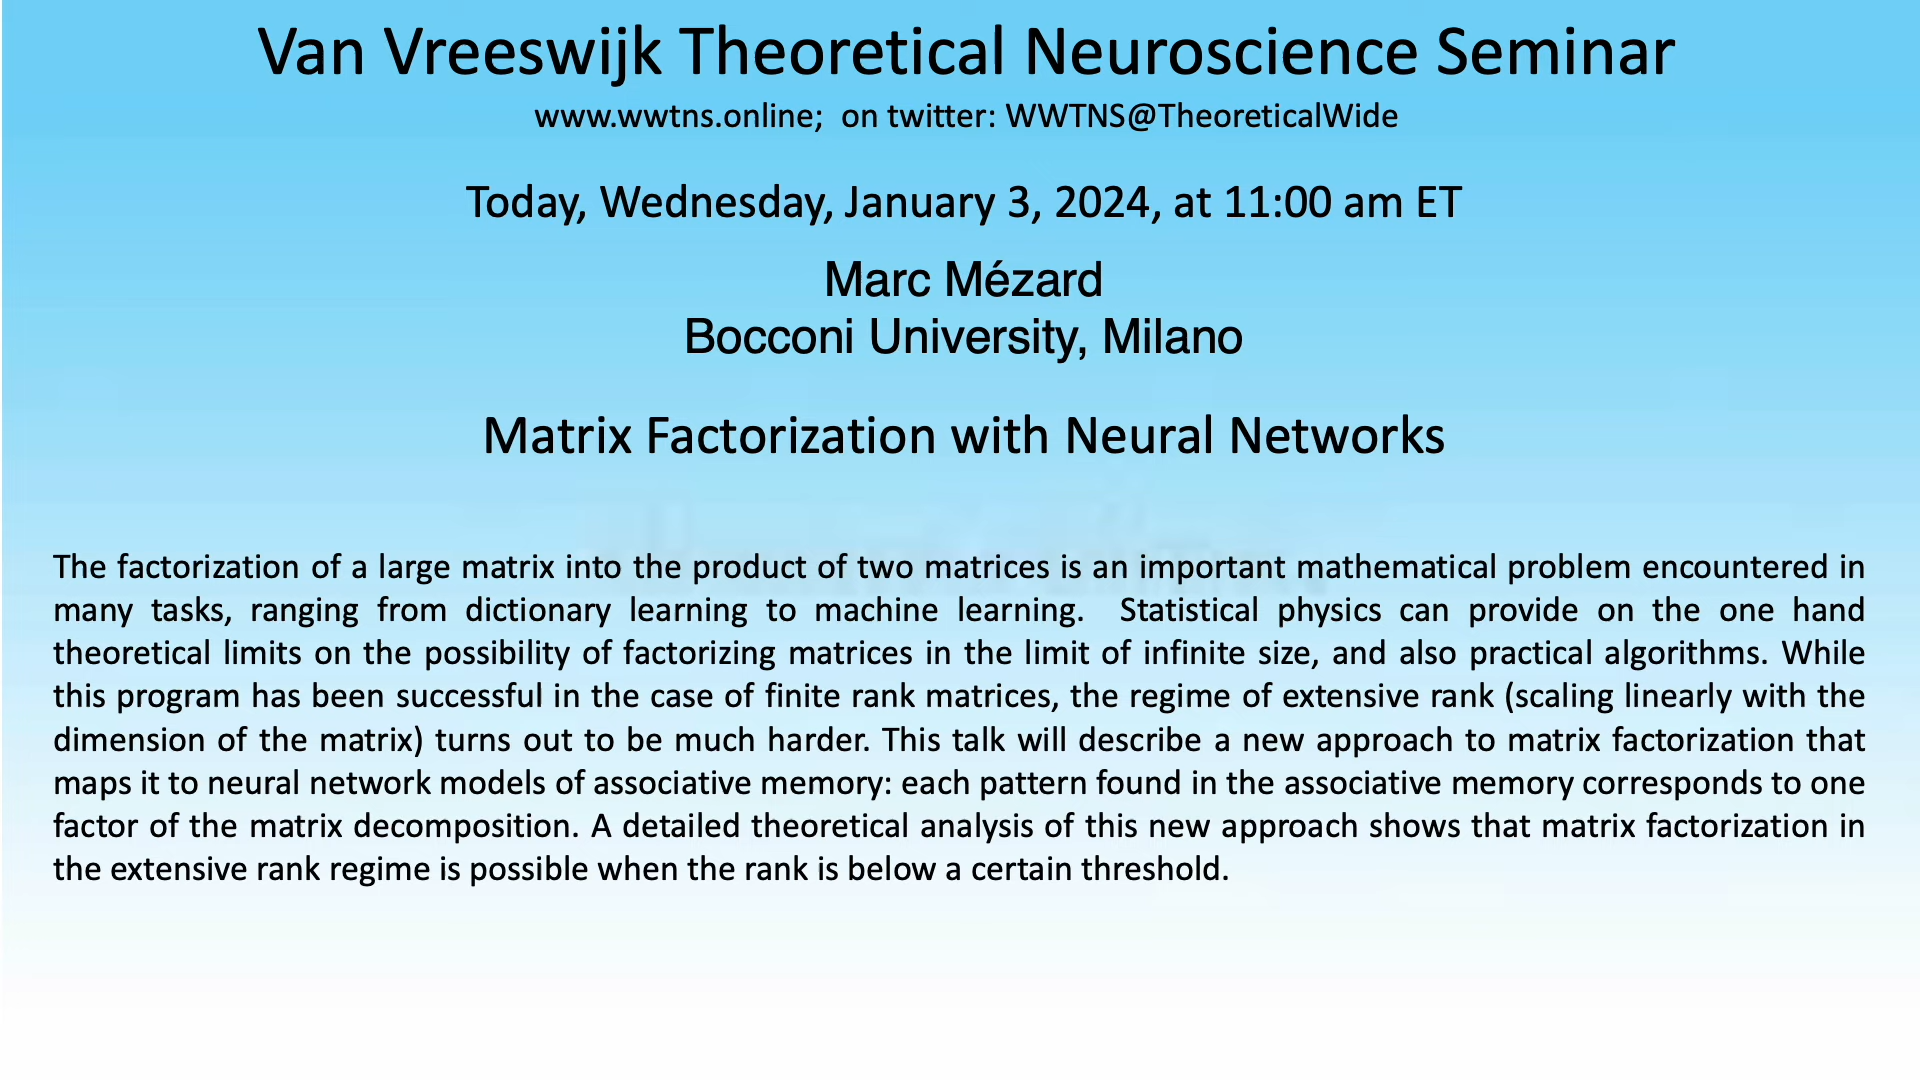 Van Vreeswijk Theoretical Neuroscience Seminar
www.wwtns.online;  on twitter: WWTNS@TheoreticalWide
Today, Wednesday, January 3, 2024, at 11:00 am ET
Marc Mézard
Bocconi University, Milano
Matrix Factorization with Neural Networks
The factorization of a large matrix into the product of two matrices is an important mathematical problem encountered in
many tasks, ranging from dictionary learning to machine learning.  Statistical physics can provide on the one hand
theoretical limits on the possibility of factorizing matrices in the limit of infinite size, and also practical algorithms. While
this program has been successful in the case of finite rank matrices, the regime of extensive rank (scaling linearly with the
dimension of the matrix) turns out to be much harder. This talk will describe a new approach to matrix factorization that
maps it to neural network models of associative memory: each pattern found in the associative memory corresponds to one
factor of the matrix decomposition. A detailed theoretical analysis of this new approach shows that matrix factorization in
the extensive rank regime is possible when the rank is below a certain threshold.